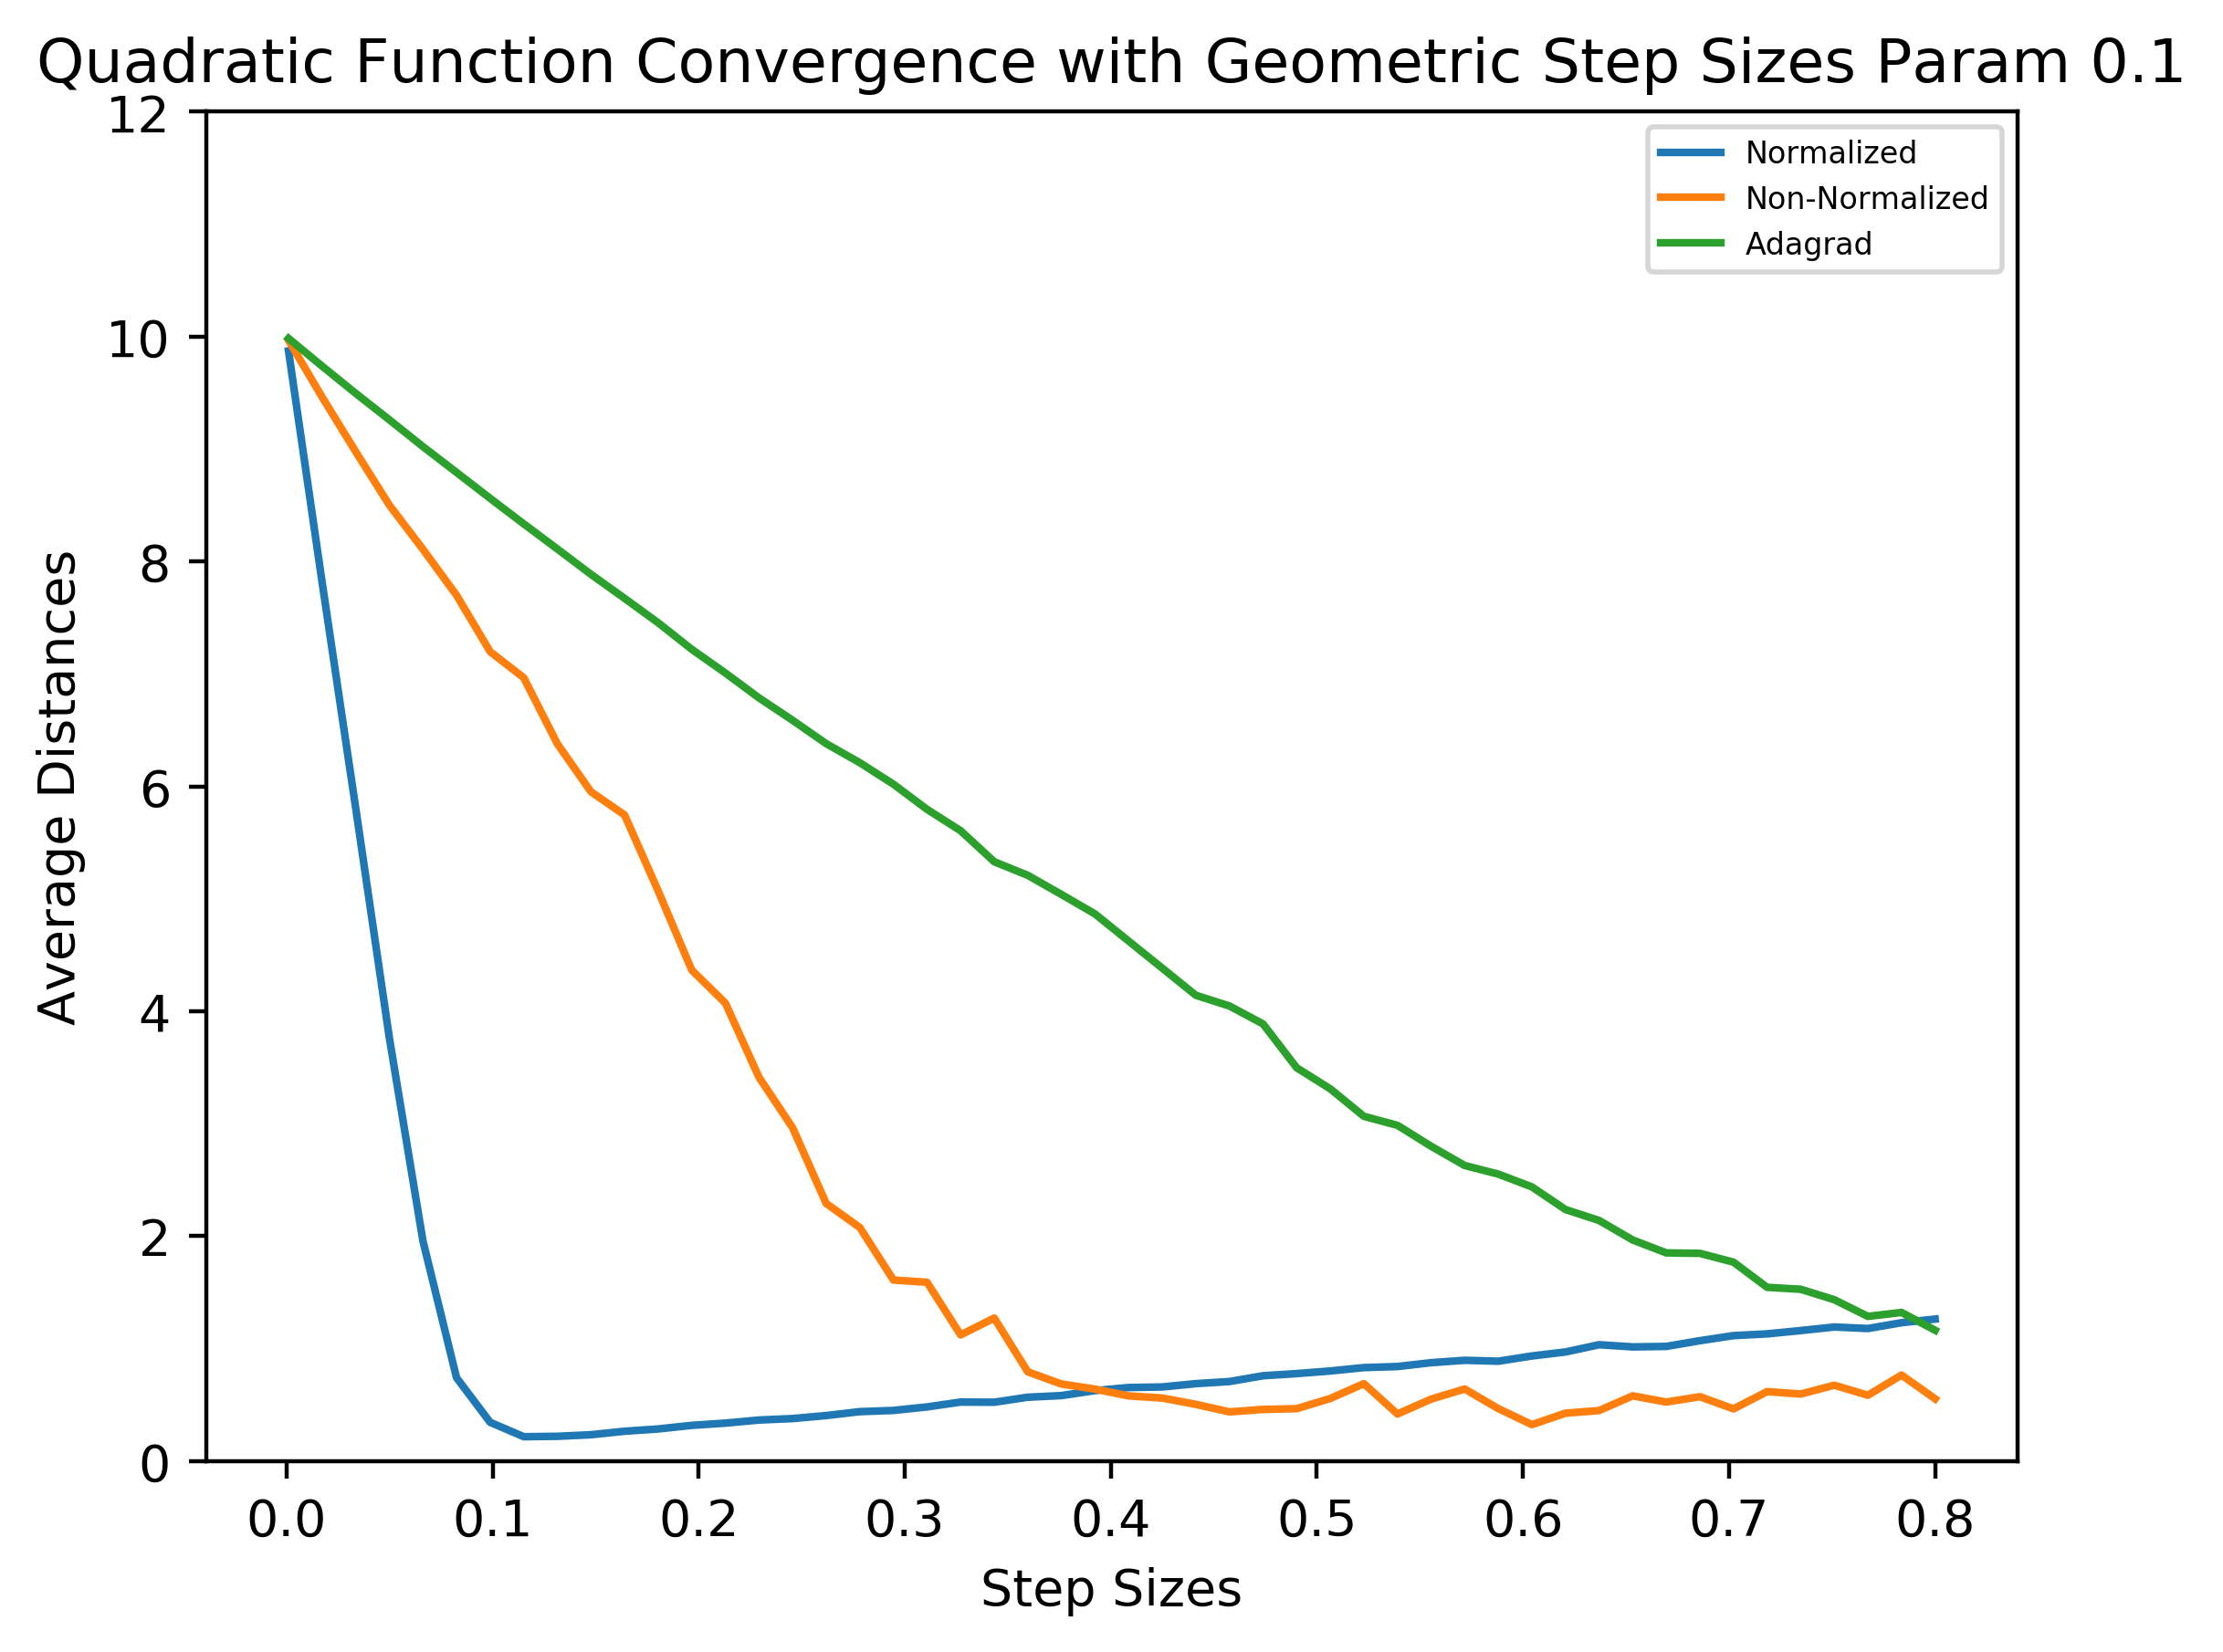 Quadratic Function Convergence with Geometric Step Sizes Param 0.1
12
10
8
6
4
2
0
Average Distances
Normalized
Non-Normalized
Adagrad
0.0 0.1 0.2 0.3 0.4 0.5 0.6 0.7 0.8
Step Sizes